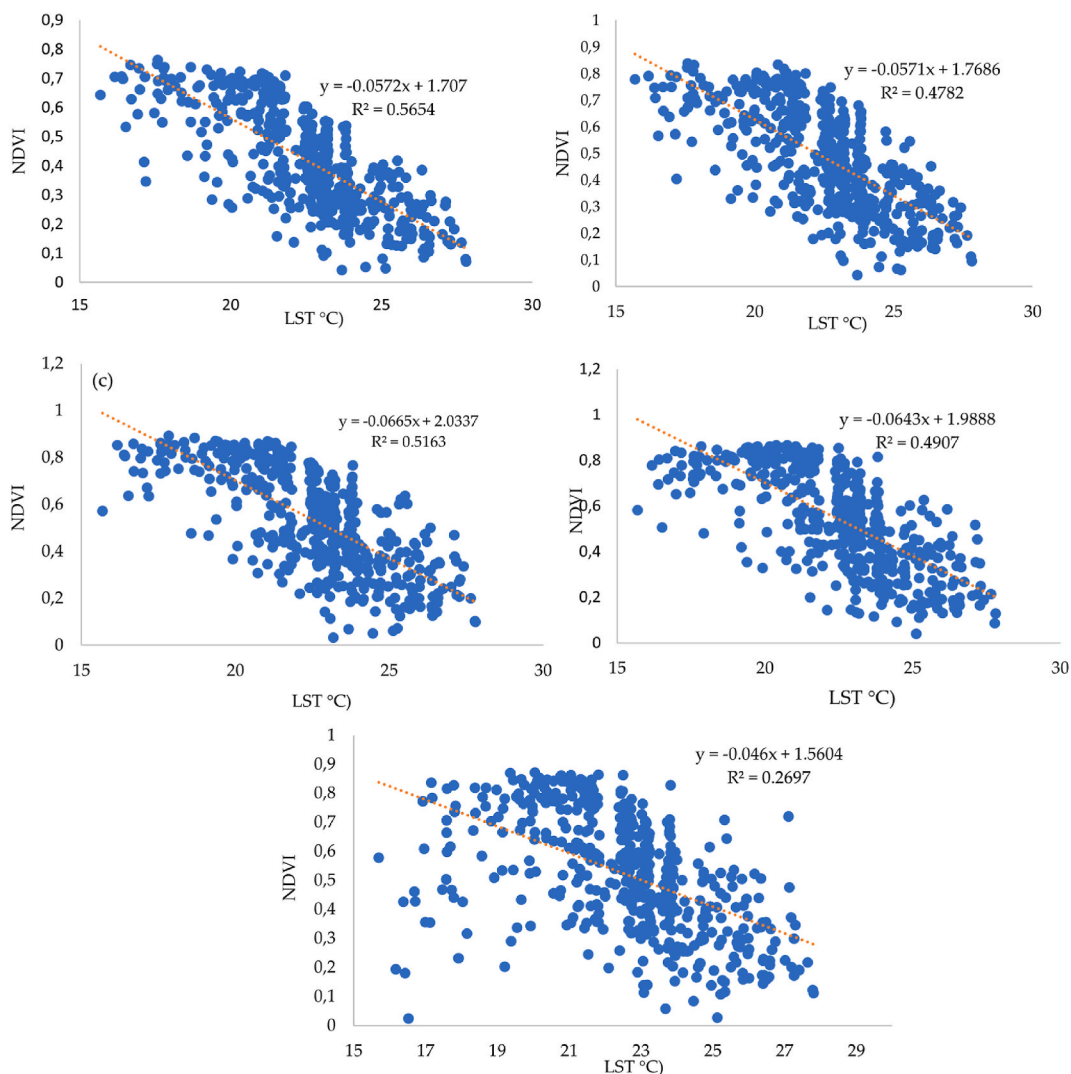 0,9
0,8
0,7
0,6
0,5
0,4
0,3
0,2
0,1
0
NDVI
y = -0.0572x + 1.707
R² = 0.5654
15 20 25 30
LST °C)
1
0,9
0,8
0,7
0,6
0,5
0,4
0,3
0,2
0,1
0
NDVI
y = -0.0571x + 1.7686
R² = 0.4782
15 20 25 30
LST °C)
(c)
1,2
1
0,8
0,6
0,4
0,2
0
NDVI
y = -0.0665x + 2.0337
R² = 0.5163
15 20 25 30
LST °C)
1,2
1
0,8
0,6
0,4
0,2
0
NDVI
y = -0.0643x + 1.9888
R² = 0.4907
15 20 25 30
LST °C)
1
0,9
0,8
0,7
0,6
0,5
0,4
0,3
0,2
0,1
0
NDVI
y = -0.046x + 1.5604
R² = 0.2697
15 17 19 21 23 25 27 29
LST °C)